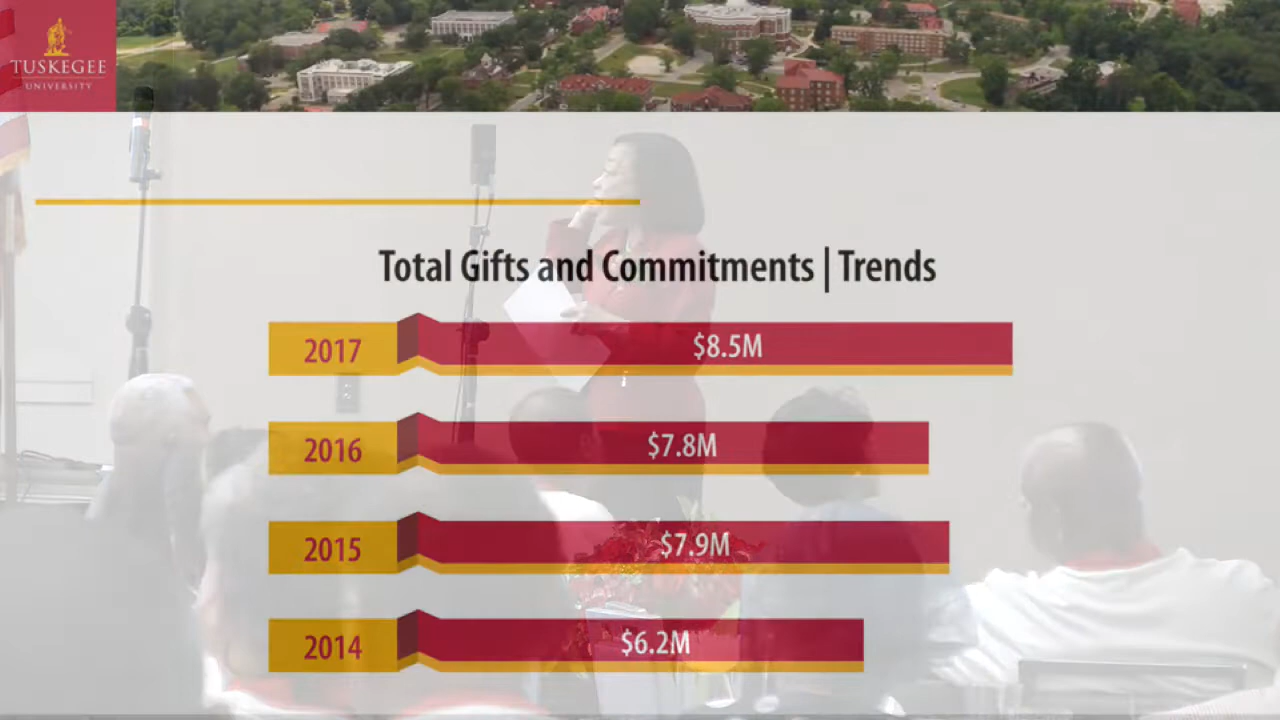 TUSKEGEE
UNIVERSITY
Total Gifts and Commitments | Trends
2017 $8.5M
2016 $7.8M
2015 $7.9M
2014 $6.2M